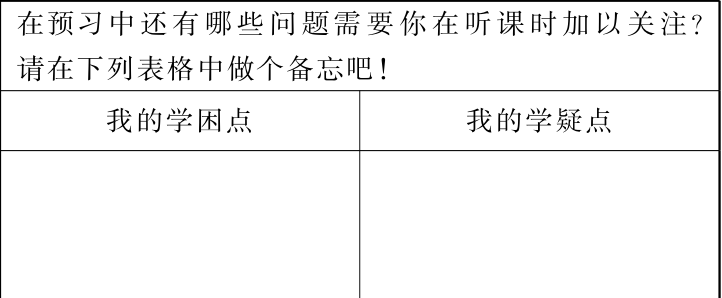 在预习中还有哪些问题需要你在听课时加以关注?
请在下列表格中做个备忘吧!
我的学困点
我的学疑点